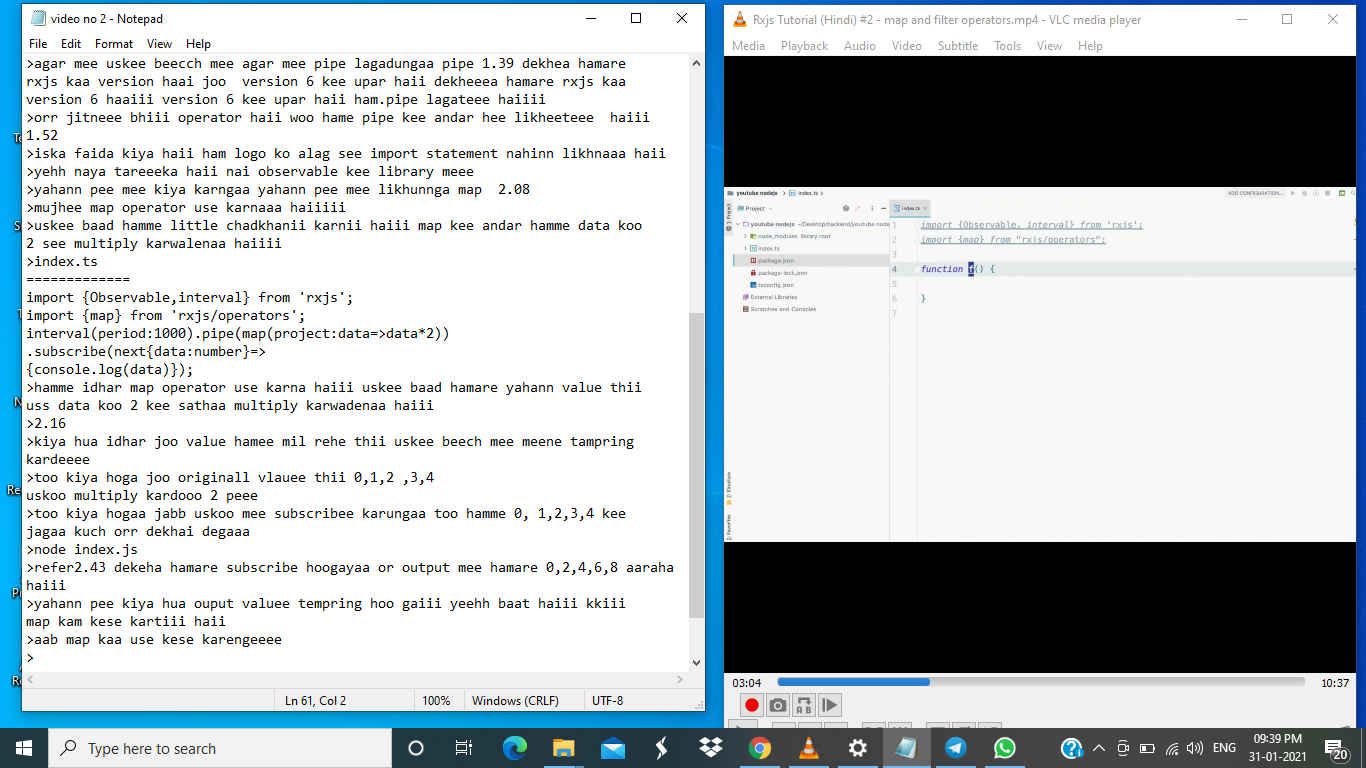 video no 2 - Notepad
File Edit Format View Help
>agar mee uskee beecch mee agar mee pipe lagadungaa pipe 1.39 dekhea hamare
rxjs kaa version haai joo  version 6 kee upar haii dekheeea hamare rxjs kaa
version 6 haaiii version 6 kee upar haii ham.pipe lagateee haiiii
>orr jitneee bhiii operator haii woo hame pipe kee andar hee likheeteee  haiii
1.52
>iska faida kiya haii ham logo ko alag see import statement nahinn likhnaaa haii
>yehh naya tareeeka haii nai observable kee library meee
>yahann pee mee kiya karngaa yahann pee mee likhunnga map  2.08
>mujhee map operator use karnaaa haiiiii
>uskee baad hamme little chadkhanii karnii haiii map kee andar hamme data koo
2 see multiply karwalenaa haiiii
>index.ts
=============
import {Observable,interval} from 'rxjs';
import {map} from 'rxjs/operators';
interval(period:1000).pipe(map(project:data=>data*2))
.subscribe(next{data:number}=>
{console.log(data)});
>hamme idhar map operator use karna haiii uskee baad hamare yahann value thii
uss data koo 2 kee sathaa multiply karwadenaa haiii
>2.16
>kiya hua idhar joo value hamee mil rehe thii uskee beech mee meene tampring
kardeeee
>too kiya hoga joo originall vlauee thii 0,1,2 ,3,4
uskoo multiply kardooo 2 peee
>too kiya hogaa jabb uskoo mee subscribee karungaa too hamme 0, 1,2,3,4 kee
jagaa kuch orr dekhai degaaa
>node index.js
>refer2.43 dekeha hamare subscribe hoogayaa or output mee hamare 0,2,4,6,8 aaraha
haiii
>yahann pee kiya hua ouput valuee tempring hoo gaiii yeehh baat haiii kkiii
map kam kese kartiii haii
>aab map kaa use kese karengeeee
>
Ln 61, Col 2 100% Windows (CRLF) UTF-8
Rxjs Tutorial (Hindi) #2 - map and filter operators.mp4 - VLC media player
Media Playback Audio Video Subtitle Tools View Help
youtube nodejs index.ts
ADD CONFIGURATION...
Project
index.ts
youtube nodejs ~/Desktop/backend/youtube node
node_modules library root
index.ts
package.json
package-lock.json
tsconfig.json
External Libraries
Scratches and Consoles
1 import {Observable, interval} from 'rxjs';
2 import {map} from "rxjs/operators";
3
4 function f() {
5
6 }
7
Z: Structure
2: Favorites
03:04 10:37
Type here to search
ENG
09:39 PM
31-01-2021
20